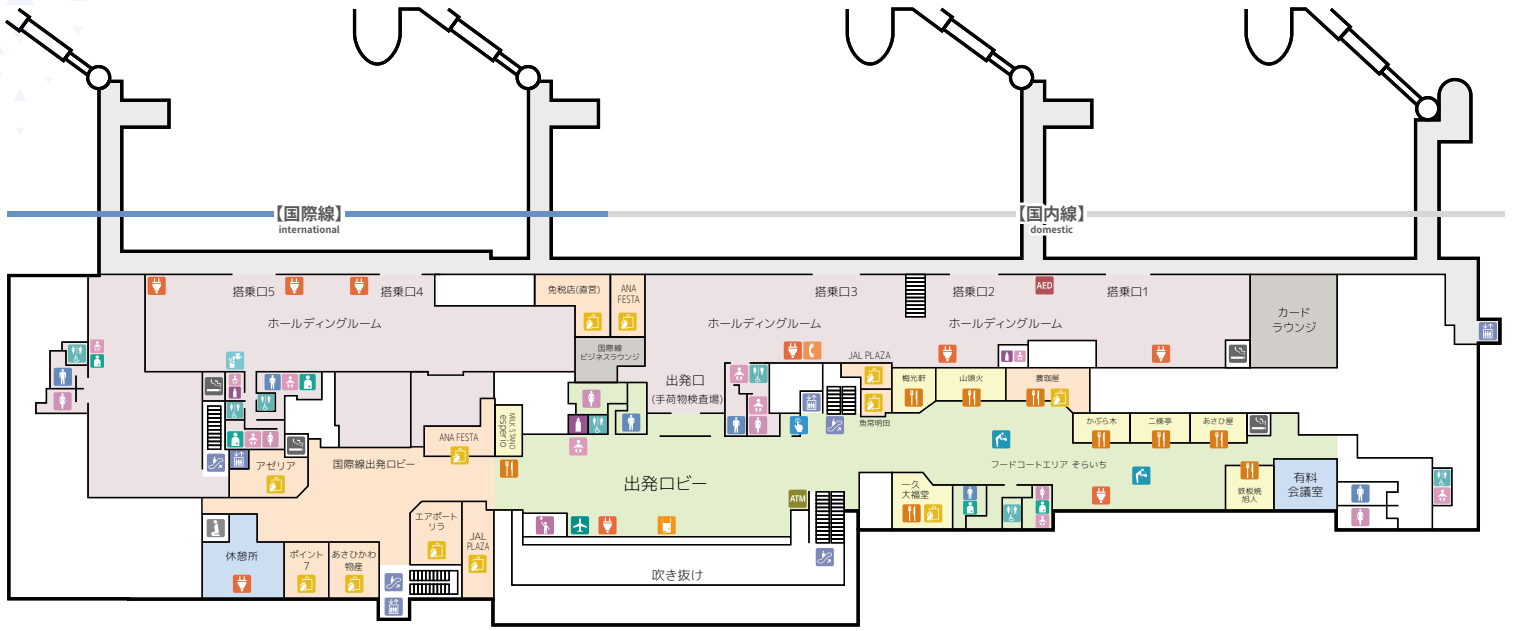 【国際線】
international
【国内線】
domestic
搭乗口5
搭乗口4
ホールディングルーム
免税店(直営)
ANA
FESTA
国際線
ビジネスラウンジ
搭乗口3
搭乗口2
搭乗口1
AED
ホールディングルーム
ホールディングルーム
カード
ラウンジ
出発口
(手荷物検査場)
JAL PLAZA
魚常明田
梅光軒
山頭火
農珈屋
かぶら木
二條亭
あさひ屋
ANA FESTA
MILK STAND
esperio
アゼリア
国際線出発ロビー
出発ロビー
フードコートエリア そらいち
ATM
一久
大福堂
鉄板焼
旭人
有料
会議室
エアポート
リラ
JAL
PLAZA
休憩所
ポイント
7
あさひかわ
物産
吹き抜け